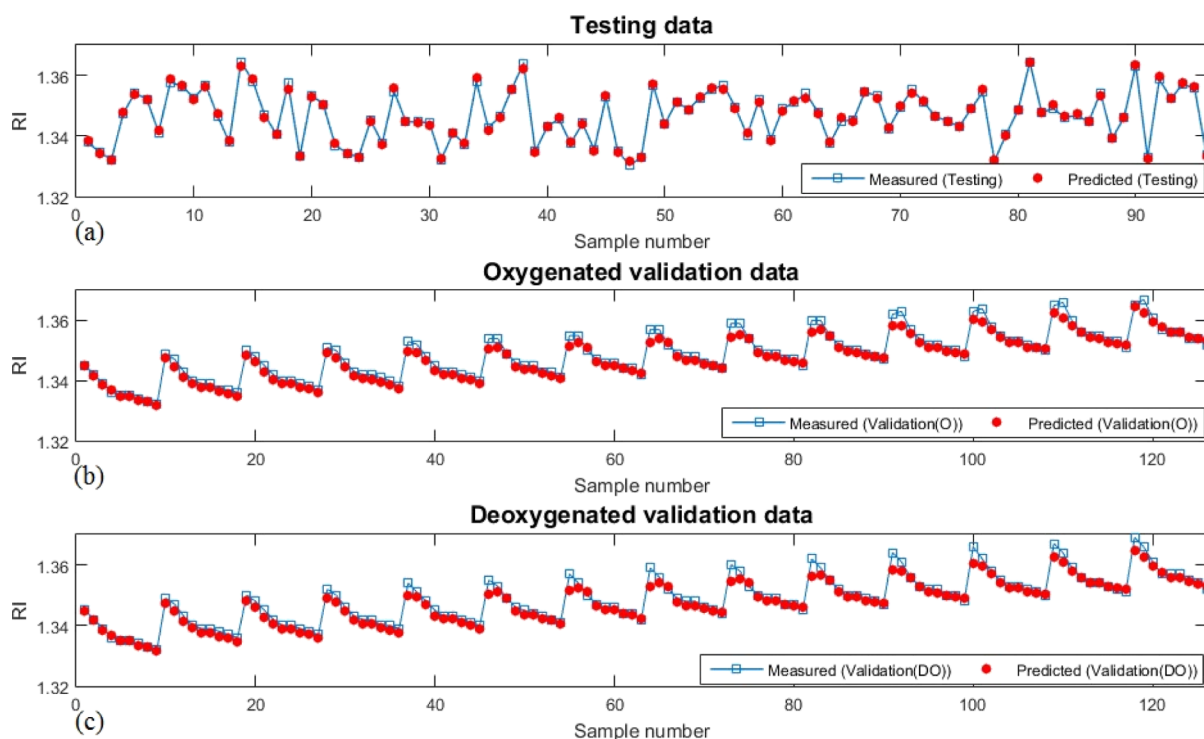 Testing data
RI
1.36
1.34
1.32
Measured (Testing) Predicted (Testing)
0 10 20 30 40 50 60 70 80 90
(a)
Sample number
Oxygenated validation data
RI
1.36
1.34
1.32
Measured (Validation(O)) Predicted (Validation(O))
0 20 40 60 80 100 120
(b)
Sample number
Deoxygenated validation data
RI
1.36
1.34
1.32
Measured (Validation(DO)) Predicted (Validation(DO))
0 20 40 60 80 100 120
(c)
Sample number